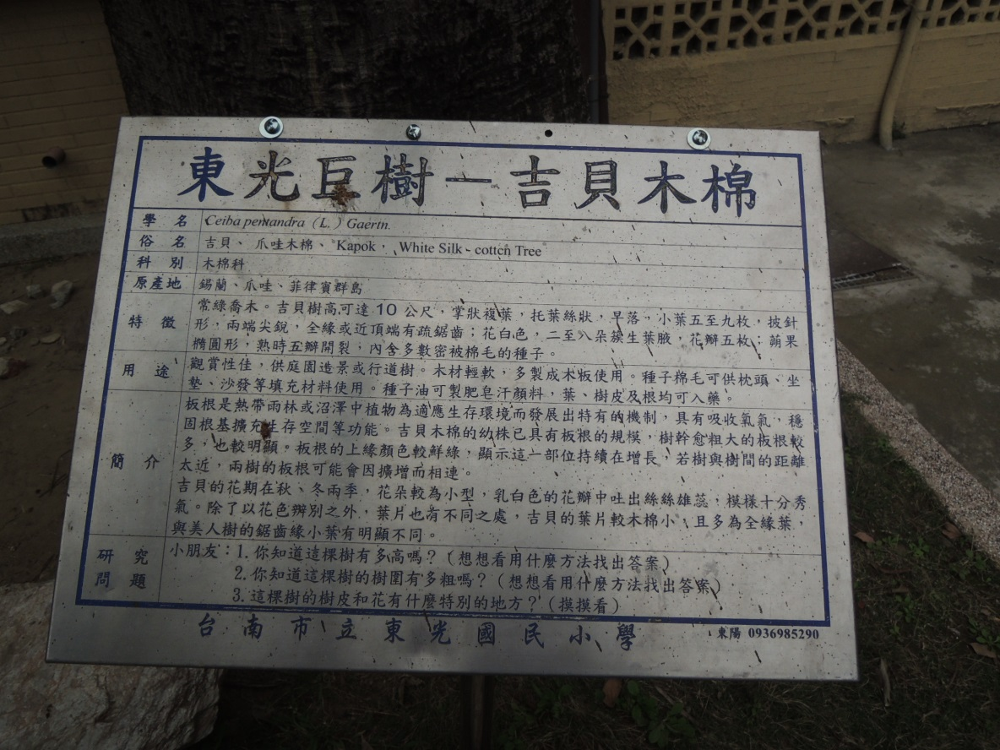 東光巨樹－吉貝木棉
學名 Ceiba pentandra (L.) Gaertn.
俗名 吉貝、爪哇木棉、Kapok, White Silk-cotton Tree
科別 木棉科
原產地 錫蘭、爪哇、菲律賓群島
特徵 常綠喬木。吉貝樹高可達10公尺，掌狀複葉，托葉絲狀，早落，小葉五至九枚，披針
形，兩端尖銳，全緣或近頂端有疏鋸齒；花白色，二至八朵簇生葉腋，花瓣五枚；蒴果
橢圓形，熟時五瓣開裂，內含多數密被棉毛的種子。
用途 觀賞性佳，供庭園造景或行道樹。木材輕軟，多製成木板使用。種子棉毛可供枕頭、坐
墊、沙發等填充材料使用。種子油可製肥皂汗顏料，葉、樹皮及根均可入藥。
簡介 板根是熱帶雨林或沼澤中植物為適應生存環境而發展出特有的機制，具有吸收氧氣，穩
固根基擴充生存空間等功能。吉貝木棉的幼株已具有板根的規模，樹幹愈粗大的板根較
多，也較明顯。板根的上緣顏色較鮮綠，顯示這一部位持續在增長，若樹與樹間的距離
太近，兩樹的板根可能會因擴增而相連。
吉貝的花期在秋、冬兩季，花朵較為小型，乳白色的花瓣中吐出絲絲雄蕊，模樣十分秀
氣。除了以花色辨別之外，葉片也有不同之處，吉貝的葉片較木棉小，且多為全緣葉，
與美人樹的鋸齒緣小葉有明顯不同。
研究問題 小朋友：1.你知道這棵樹有多高嗎？（想想看用什麼方法找出答案）
2.你知道這棵樹的樹圍有多粗嗎？（想想看用什麼方法找出答案）
3.這棵樹的樹皮和花有什麼特別的地方？（摸摸看）
台南市立東光國民小學
東陽 0936985290